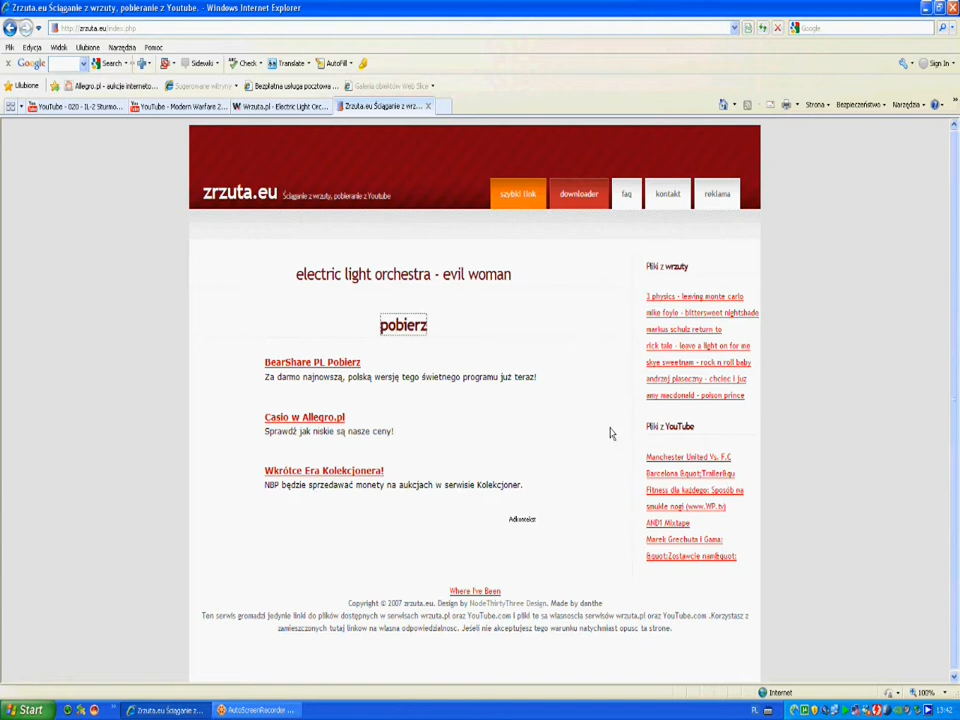 Zrzuta.eu Ściąganie z wrzuty, pobieranie z Youtube. - Windows Internet Explorer
http://zrzuta.eu/index.php
Google
Plik Edycja Widok Ulubione Narzędzia Pomoc
Google Search Sidewiki Check Translate AutoFill Sign In
Ulubione Allegro.pl - aukcje interneto... Sugerowane witryny Bezpłatna usługa pocztowa ... Galeria obiektów Web Slice
YouTube - 020 - IL-2 Sturmo... YouTube - Modern Warfare 2... Wrzuta.pl - Electric Light Orc... Zrzuta.eu Ściąganie z wrz... Strona Bezpieczeństwo Narzędzia
zrzuta.eu Ściąganie z wrzuty, pobieranie z Youtube
szybki link downloader faq kontakt reklama
electric light orchestra - evil woman
pobierz
BearShare PL Pobierz
Za darmo najnowszą, polską wersję tego świetnego programu już teraz!
Casio w Allegro.pl
Sprawdź jak niskie są nasze ceny!
Wkrótce Era Kolekcjonera!
NBP będzie sprzedawać monety na aukcjach w serwisie Kolekcjoner.
Adkontekst
Pliki z wrzuty
3 physics - leaving monte carlo
mike foyle - bittersweet nightshade
markus schulz return to
rick tale - leave a light on for me
skye sweetnam - rock n roll baby
andrzej piaseczny - chciec i juz
amy macdonald - poison prince
Pliki z YouTube
Manchester United Vs. F.C
Barcelona &quot;Trailer&qu
Fitness dla każdego: Sposób na
smukłe nogi (www.WP.tv)
AND1 Mixtape
Marek Grechuta i Gama:
&quot;Zostawcie nam&quot;
Where I've Been
Copyright © 2007 zrzuta.eu. Design by NodeThirtyThree Design. Made by danthe
Ten serwis gromadzi jedynie linki do plików dostępnych w serwisach wrzuta.pl oraz YouTube.com i pliki te sa wlasnoscia serwisów wrzuta.pl oraz YouTube.com .Korzystasz z
zamieszczonych tutaj linkow na wlasna odpowiedzialnosc. Jesli nie akceptujesz tego warunku natychmiast opusc ta strone.
Internet 100%
Start Zrzuta.eu Ściąganie z ... AutoScreenRecorder ... PL 13:42